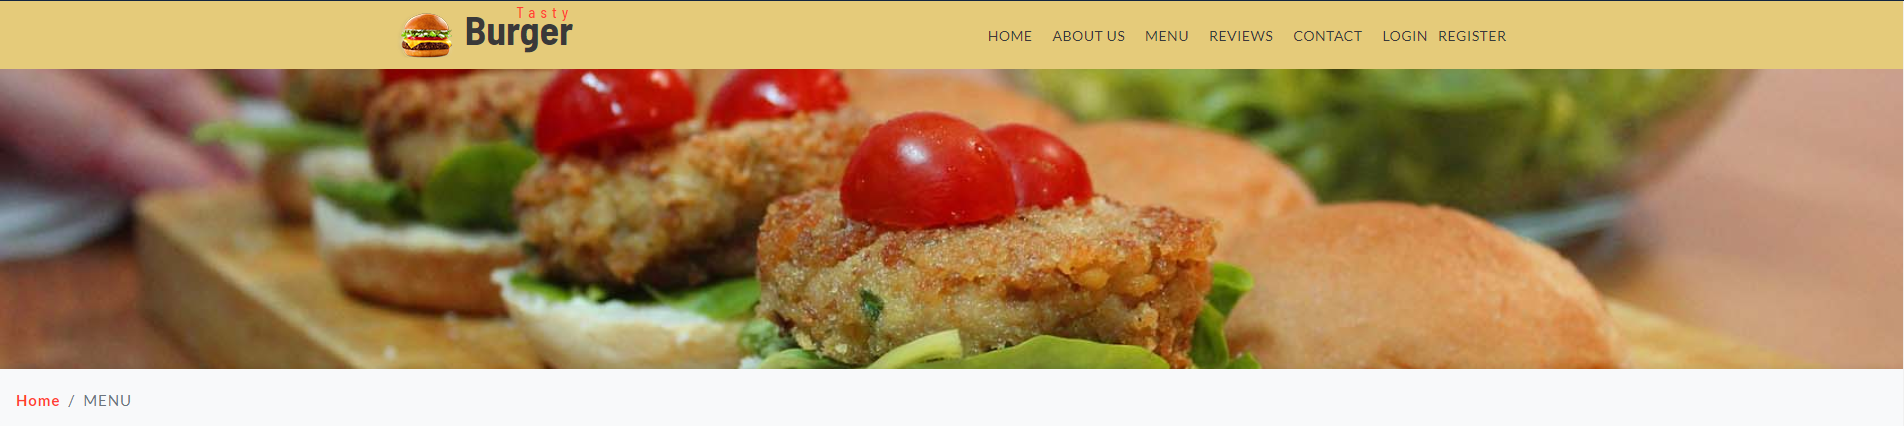 Tasty
Burger
HOME ABOUT US MENU REVIEWS CONTACT LOGIN REGISTER
Home / MENU